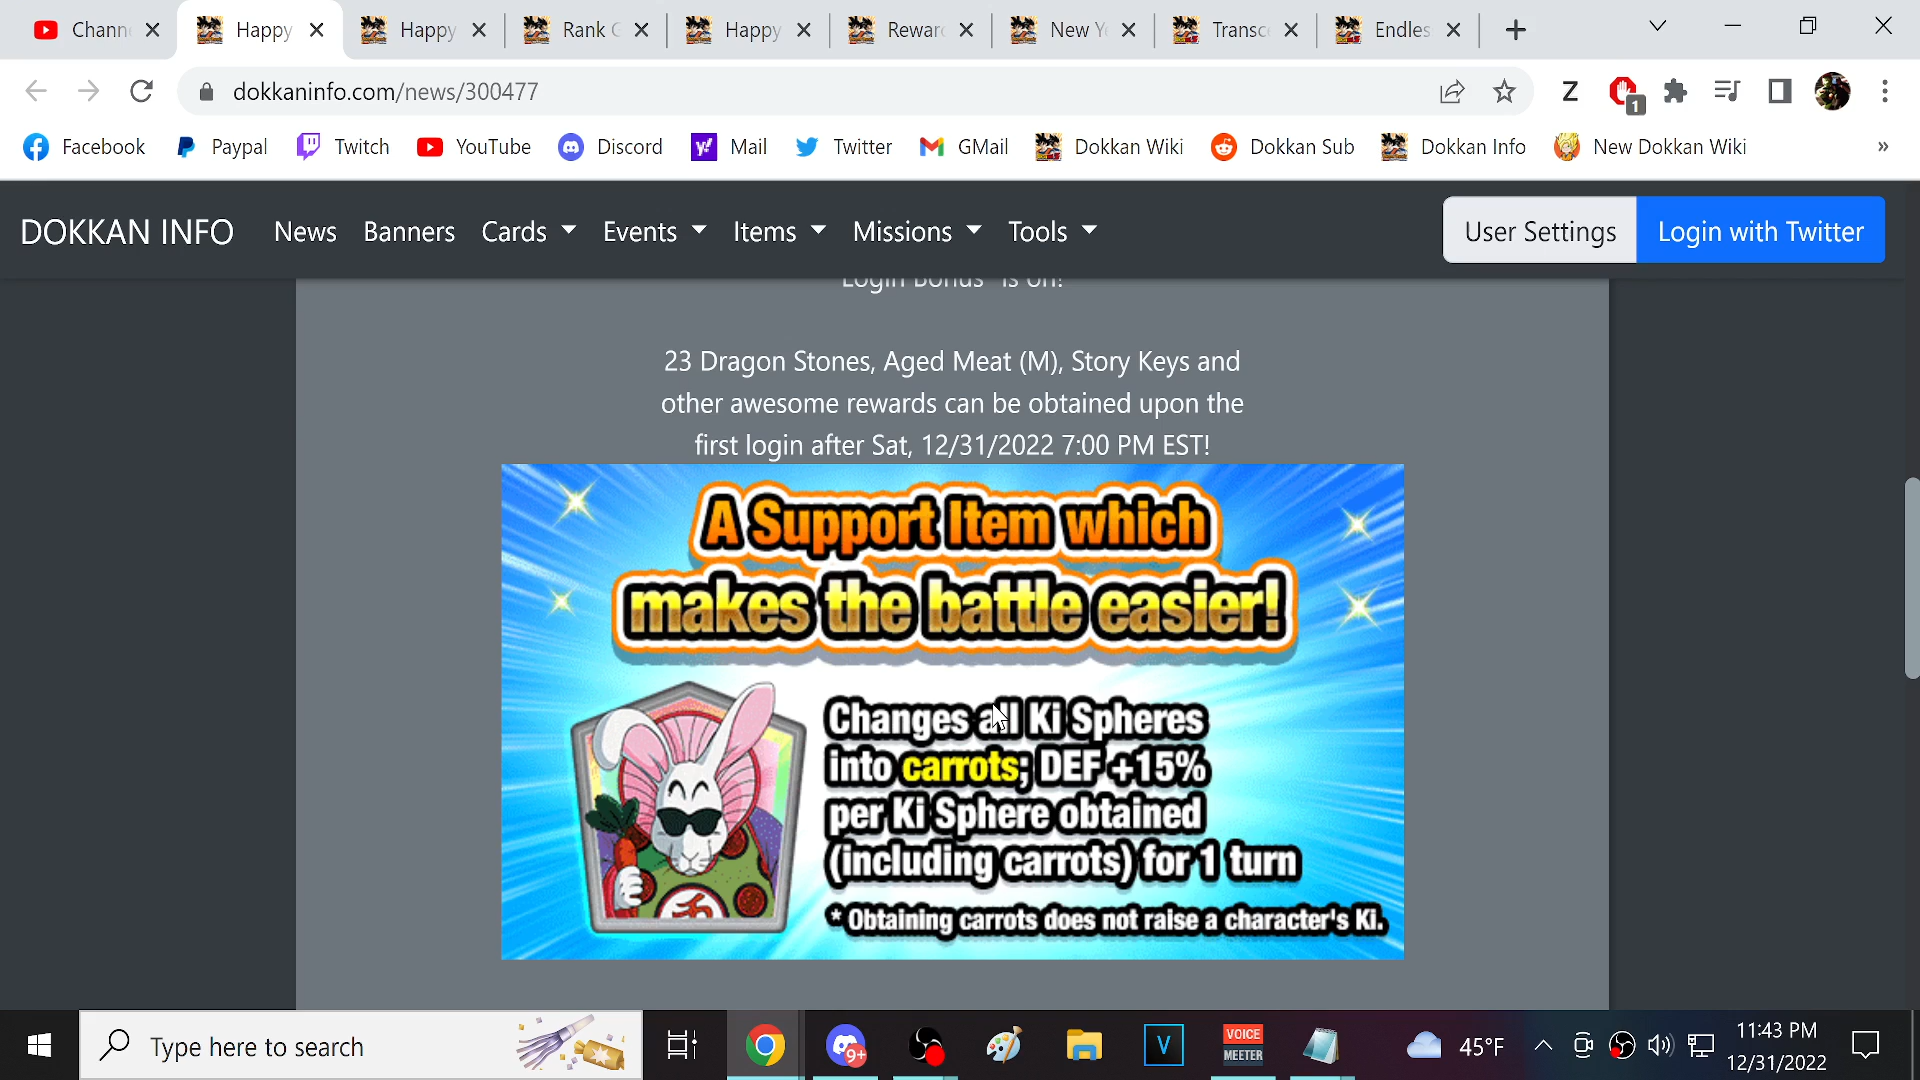 Chann
Happy
Happy
Rank G
Happy
Rewar
New Y
Transc
Endles
dokkaninfo.com/news/300477
Z
1
Facebook
Paypal
Twitch
YouTube
Discord
Mail
Twitter
GMail
Dokkan Wiki
Dokkan Sub
Dokkan Info
New Dokkan Wiki
»
DOKKAN INFO
News
Banners
Cards
Events
Items
Missions
Tools
User Settings
Login with Twitter
Login Bonus" is on!
23 Dragon Stones, Aged Meat (M), Story Keys and
other awesome rewards can be obtained upon the
first login after Sat, 12/31/2022 7:00 PM EST!
A Support Item which
makes the battle easier!
Changes all Ki Spheres
into carrots; DEF +15%
per Ki Sphere obtained
(including carrots) for 1 turn
* Obtaining carrots does not raise a character's Ki.
Type here to search
9+
V
VOICE
MEETER
45°F
11:43 PM
12/31/2022